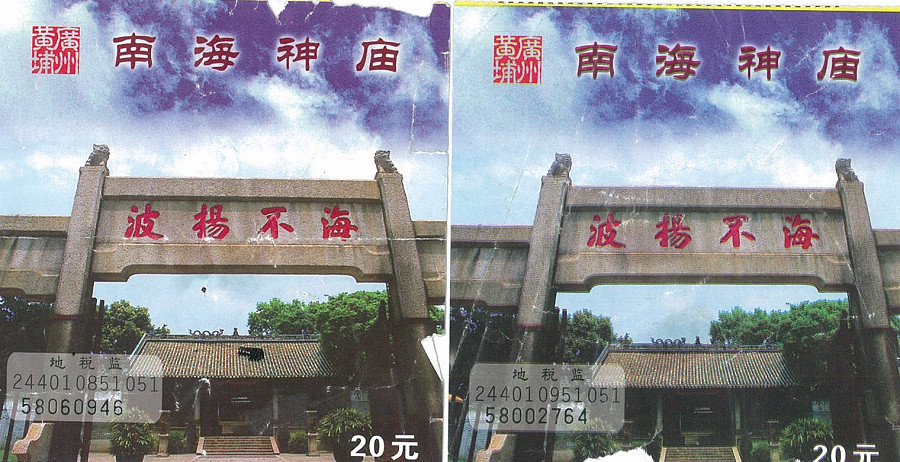 廣州
黃埔
南海神庙
海不揚波
地税监
244010851051
58060946
20元
廣州
黃埔
南海神庙
海不揚波
地税监
244010951051
58002764
20元